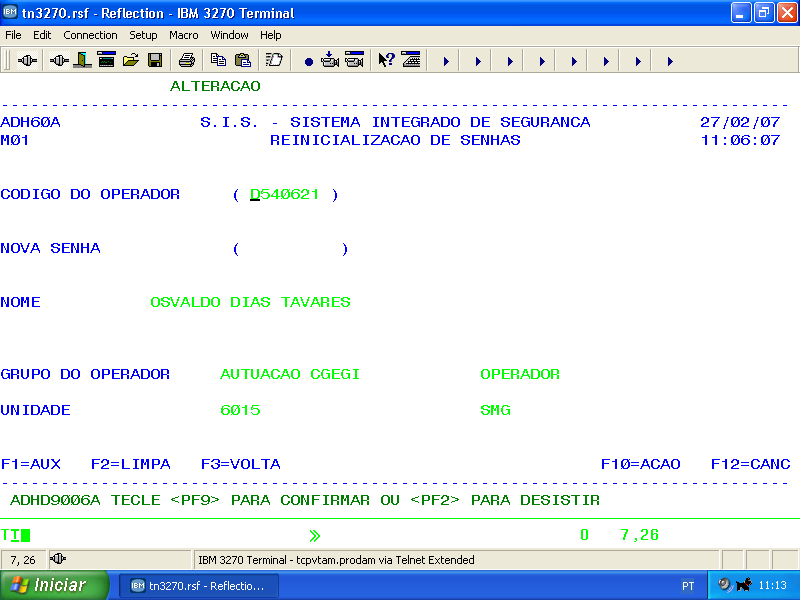 IBM tn3270.rsf - Reflection - IBM 3270 Terminal
File Edit Connection Setup Macro Window Help
ALTERACAO
ADH60A S.I.S. - SISTEMA INTEGRADO DE SEGURANCA 27/02/07
M01 REINICIALIZACAO DE SENHAS 11:06:07
CODIGO DO OPERADOR ( D540621 )
NOVA SENHA ( )
NOME OSVALDO DIAS TAVARES
GRUPO DO OPERADOR AUTUACAO CGEGI OPERADOR
UNIDADE 6015 SMG
F1=AUX F2=LIMPA F3=VOLTA F10=ACAO F12=CANC
ADHD9006A TECLE <PF9> PARA CONFIRMAR OU <PF2> PARA DESISTIR
TI >> 0 7,26
7, 26 IBM 3270 Terminal - tcpvtam.prodam via Telnet Extended
Iniciar IBM tn3270.rsf - Reflectio... PT 11:13